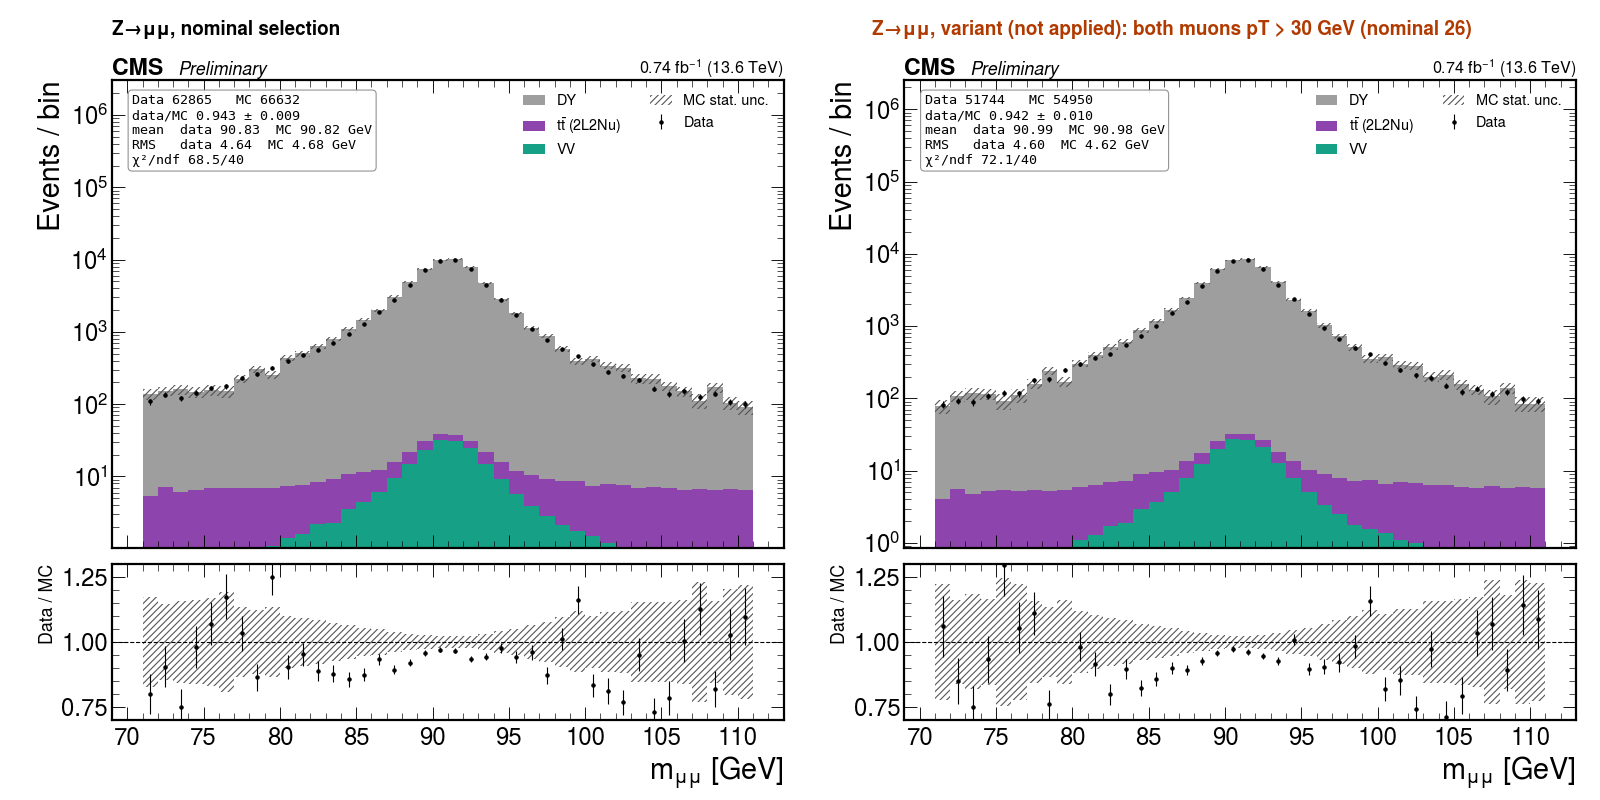 Z→μμ, nominal selection
CMS Preliminary
0.74 fb⁻¹ (13.6 TeV)
Events / bin
10⁶
10⁵
10⁴
10³
10²
10¹
Data 62865   MC 66632
data/MC 0.943 ± 0.009
mean  data 90.83  MC 90.82 GeV
RMS   data 4.64  MC 4.68 GeV
χ²/ndf 68.5/40
DY
tt̄ (2L2Nu)
VV
MC stat. unc.
Data
Data / MC
1.25
1.00
0.75
70 75 80 85 90 95 100 105 110
m_μμ [GeV]
Z→μμ, variant (not applied): both muons pT > 30 GeV (nominal 26)
CMS Preliminary
0.74 fb⁻¹ (13.6 TeV)
Events / bin
10⁶
10⁵
10⁴
10³
10²
10¹
10⁰
Data 51744   MC 54950
data/MC 0.942 ± 0.010
mean  data 90.99  MC 90.98 GeV
RMS   data 4.60  MC 4.62 GeV
χ²/ndf 72.1/40
DY
tt̄ (2L2Nu)
VV
MC stat. unc.
Data
Data / MC
1.25
1.00
0.75
70 75 80 85 90 95 100 105 110
m_μμ [GeV]